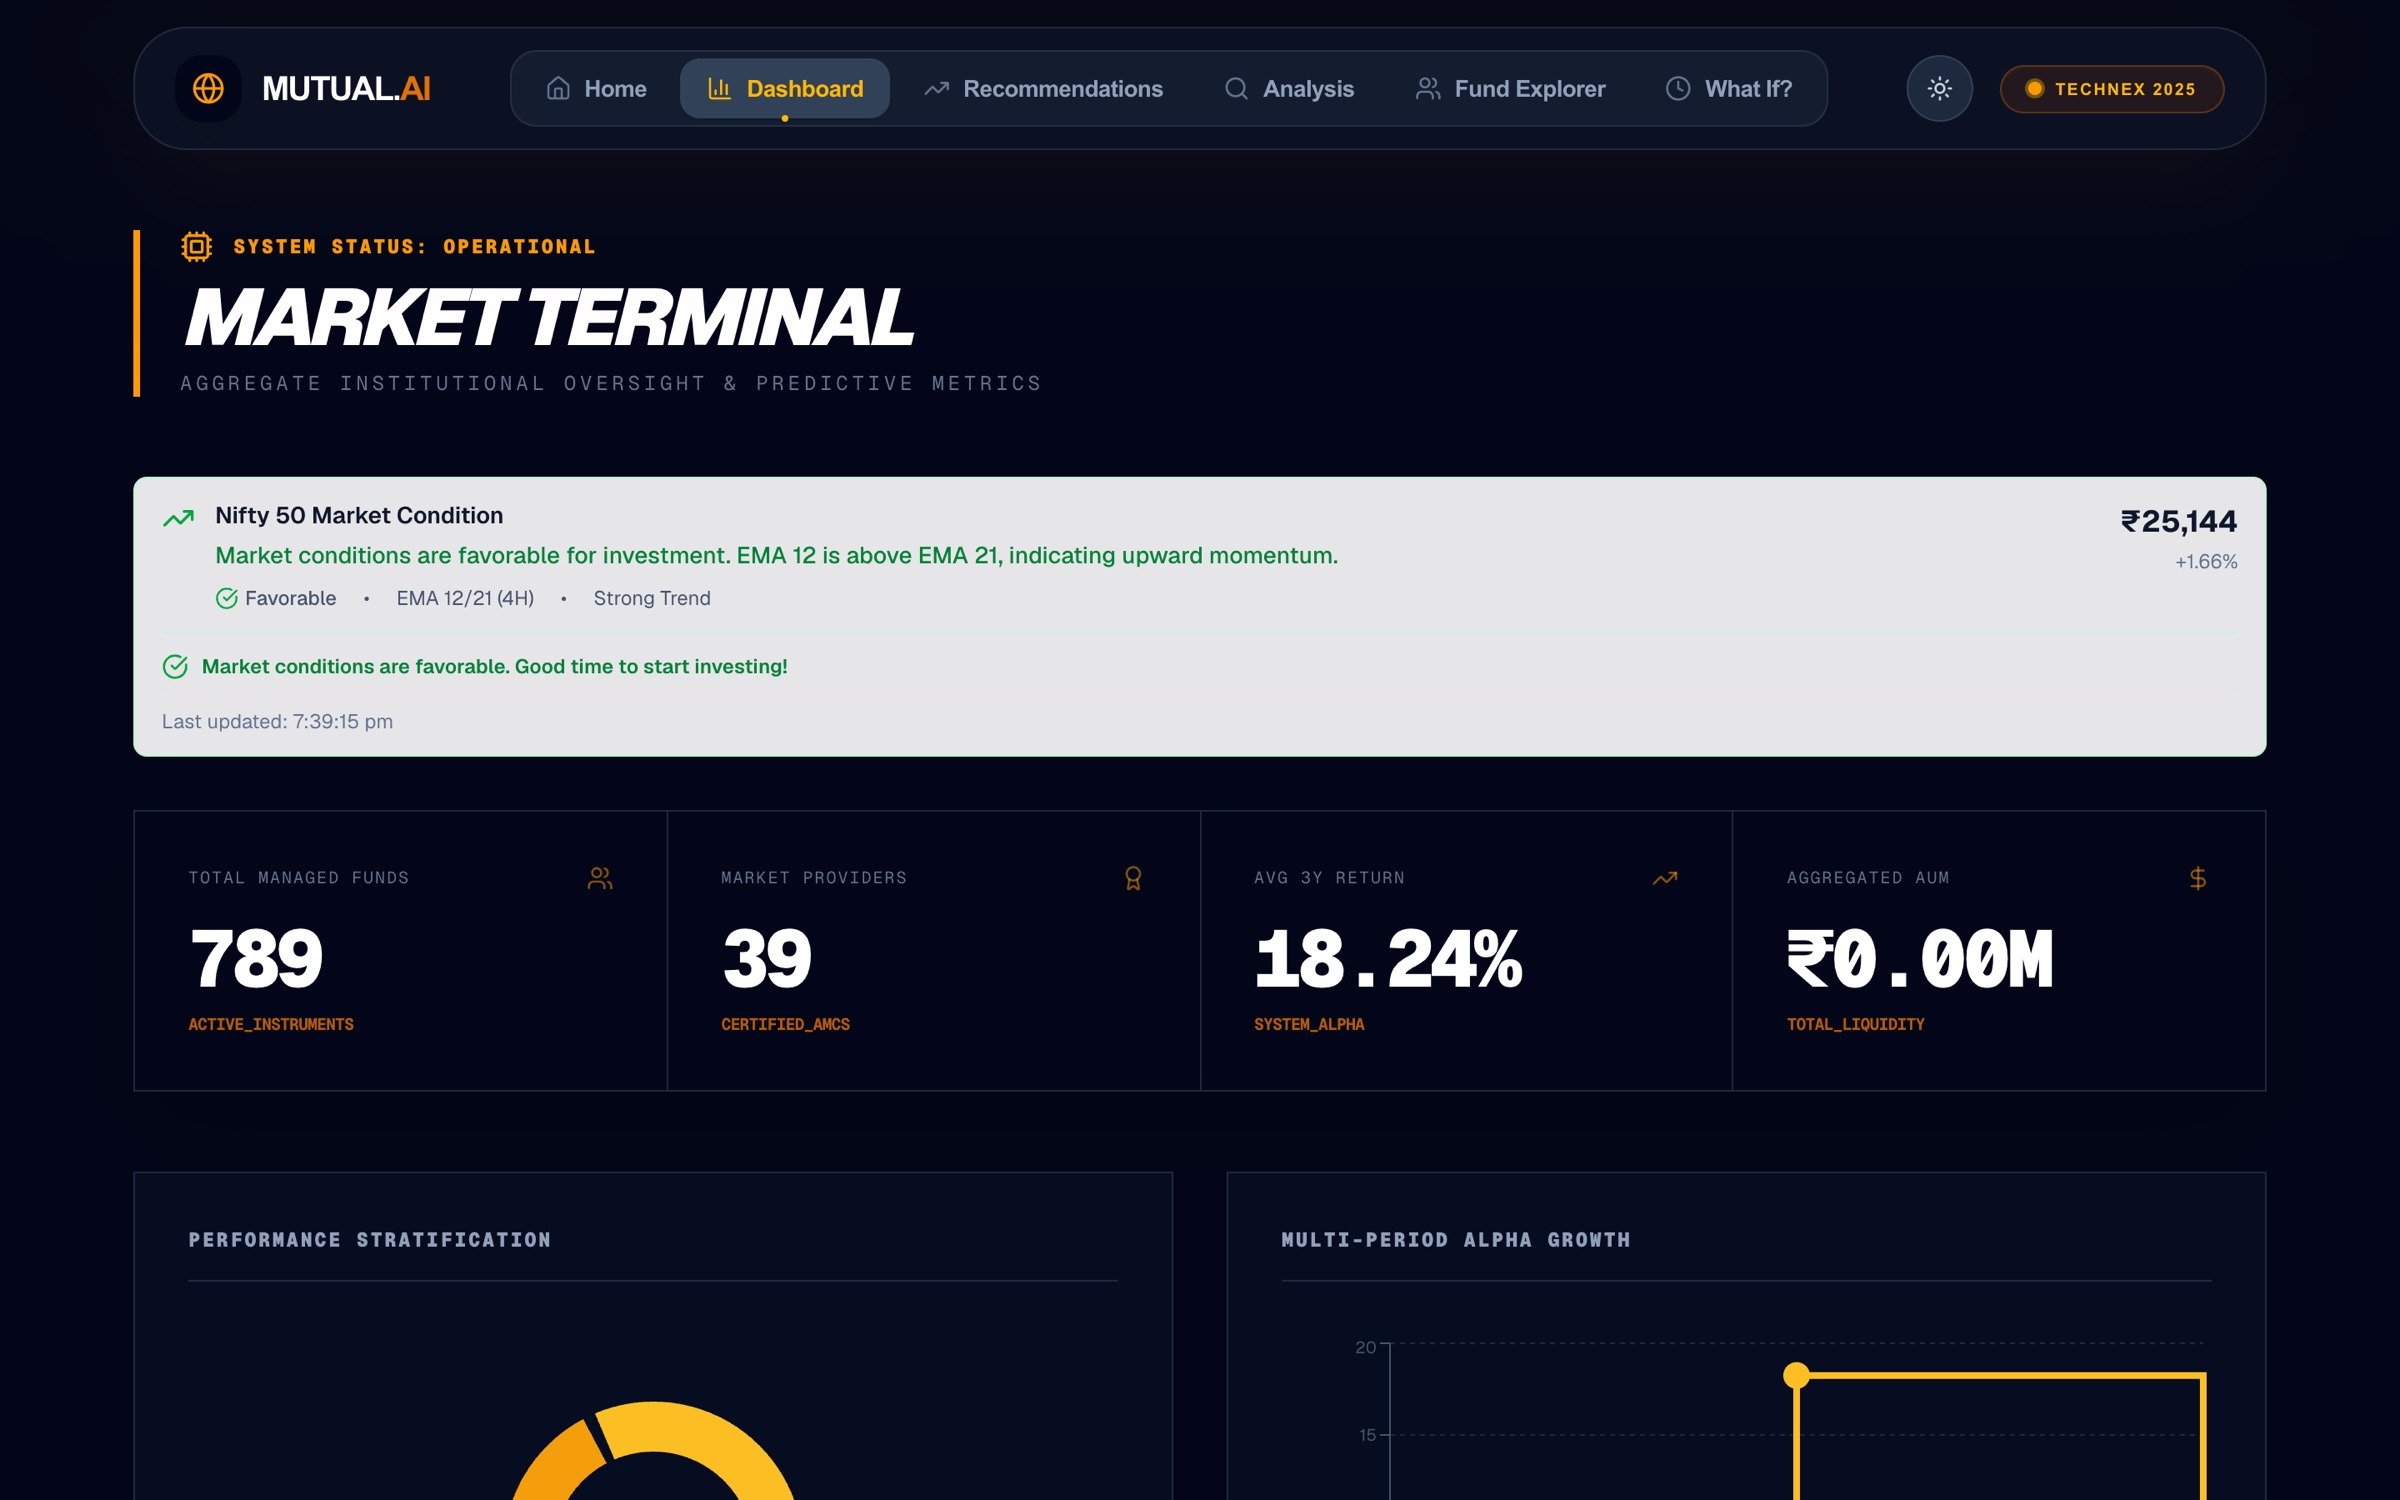 MUTUAL.AI
Home
Dashboard
Recommendations
Analysis
Fund Explorer
What If?
TECHNEX 2025
SYSTEM STATUS: OPERATIONAL
MARKET TERMINAL
AGGREGATE INSTITUTIONAL OVERSIGHT & PREDICTIVE METRICS
Nifty 50 Market Condition
₹25,144
Market conditions are favorable for investment. EMA 12 is above EMA 21, indicating upward momentum.
+1.66%
Favorable • EMA 12/21 (4H) • Strong Trend
Market conditions are favorable. Good time to start investing!
Last updated: 7:39:15 pm
TOTAL MANAGED FUNDS
789
ACTIVE_INSTRUMENTS
MARKET PROVIDERS
39
CERTIFIED_AMCS
AVG 3Y RETURN
18.24%
SYSTEM_ALPHA
AGGREGATED AUM
₹0.00M
TOTAL_LIQUIDITY
PERFORMANCE STRATIFICATION
MULTI-PERIOD ALPHA GROWTH
20
15